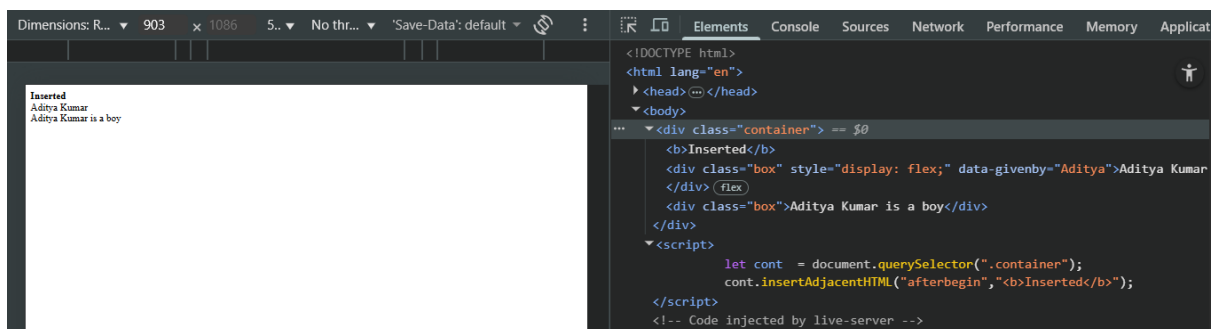 Dimensions: R... ▼ 903 x 1086 5.. ▼ No thr... ▼ 'Save-Data': default ▼
Elements Console Sources Network Performance Memory Applicat
Inserted
Aditya Kumar
Aditya Kumar is a boy
<!DOCTYPE html>
<html lang="en">
<head> ... </head>
<body>
... <div class="container"> == $0
<b>Inserted</b>
<div class="box" style="display: flex;" data-givenby="Aditya">Aditya Kumar
</div> flex
<div class="box">Aditya Kumar is a boy</div>
</div>
<script>
let cont  = document.querySelector(".container");
cont.insertAdjacentHTML("afterbegin","<b>Inserted</b>");
</script>
<!-- Code injected by live-server -->